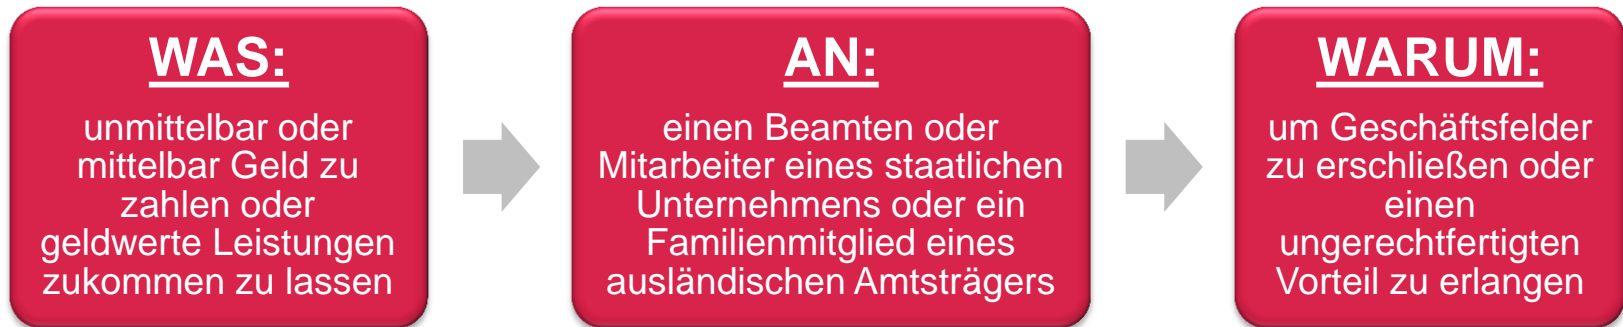 WAS:
unmittelbar oder
mittelbar Geld zu
zahlen oder
geldwerte Leistungen
zukommen zu lassen
AN:
einen Beamten oder
Mitarbeiter eines staatlichen
Unternehmens oder ein
Familienmitglied eines
ausländischen Amtsträgers
WARUM:
um Geschäftsfelder
zu erschließen oder
einen
ungerechtfertigten
Vorteil zu erlangen